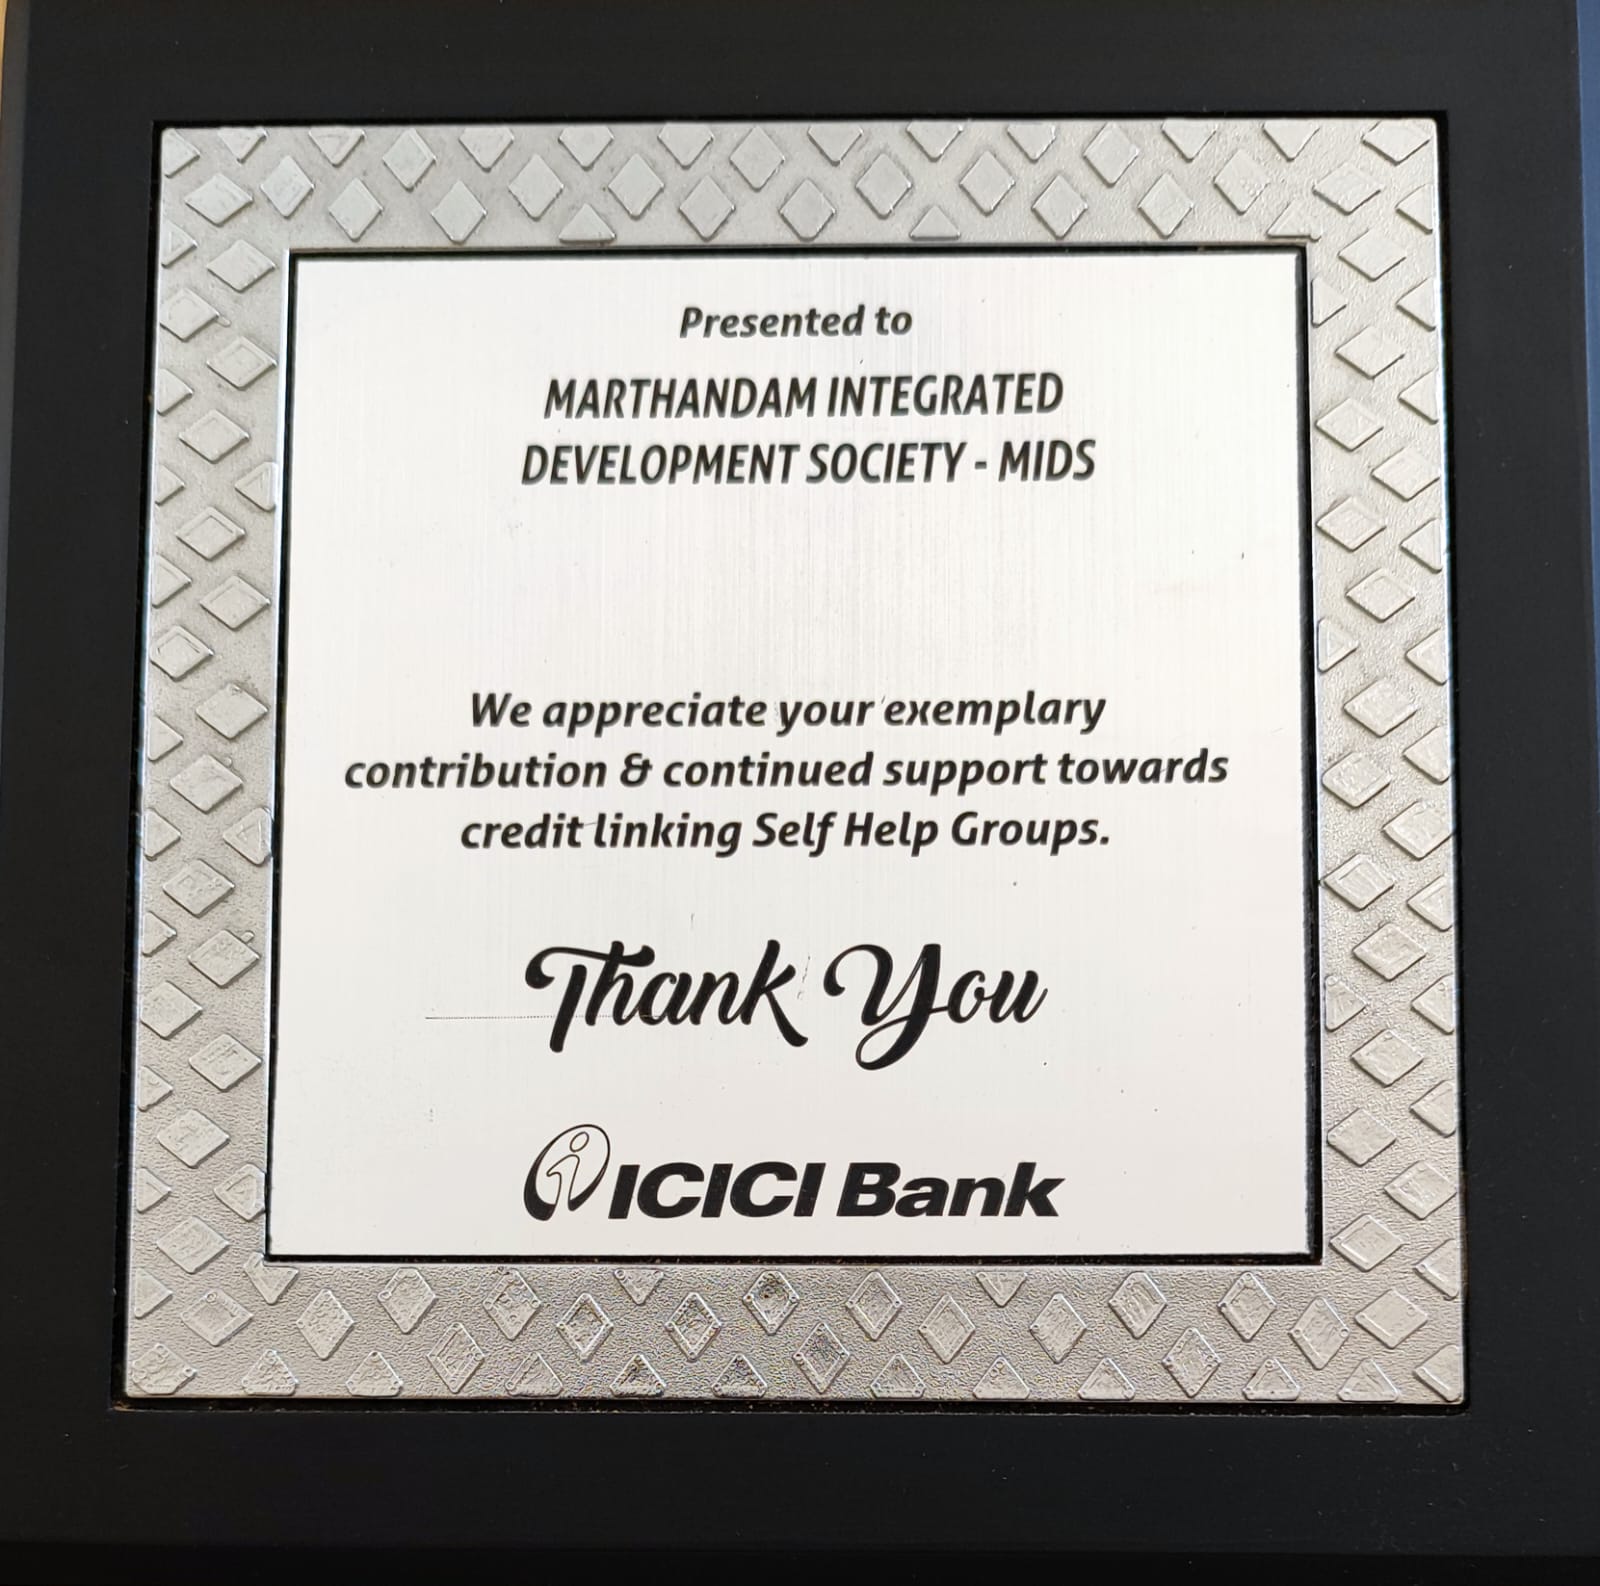 Presented to
MARTHANDAM INTEGRATED
DEVELOPMENT SOCIETY - MIDS
We appreciate your exemplary
contribution & continued support towards
credit linking Self Help Groups.
Thank You
ICICI Bank